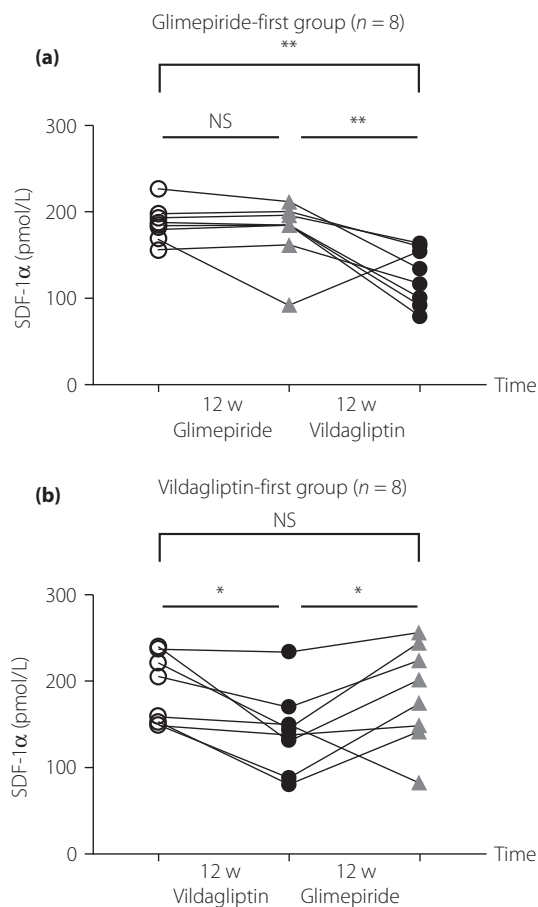 Glimepiride-first group (n = 8)
(a)
**
NS
**
300
200
100
0
SDF-1α (pmol/L)
Time
12 w
Glimepiride
12 w
Vildagliptin
(b)
Vildagliptin-first group (n = 8)
NS
*
*
300
200
100
0
SDF-1α (pmol/L)
Time
12 w
Vildagliptin
12 w
Glimepiride